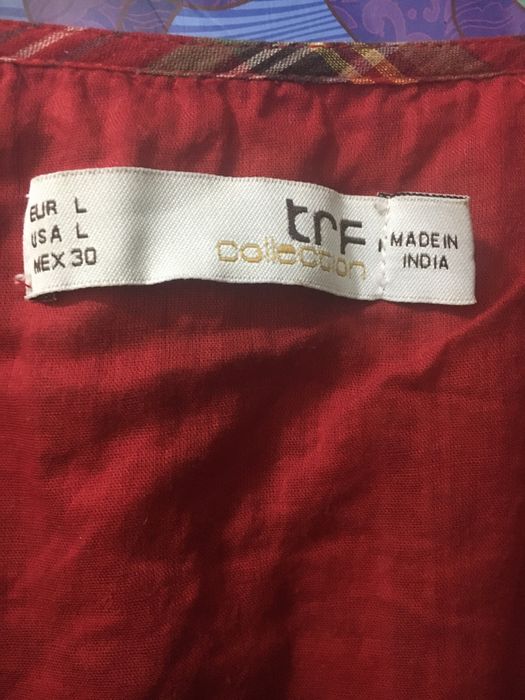 EUR L
USA L
MEX 30
trf
collection
MADE IN
INDIA